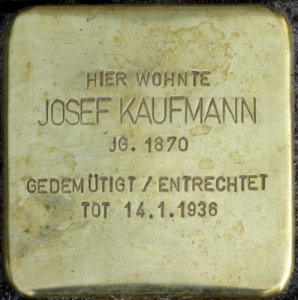 HIER WOHNTE
JOSEF KAUFMANN
JG. 1870
GEDEMÜTIGT / ENTRECHTET
TOT 14.1.1936